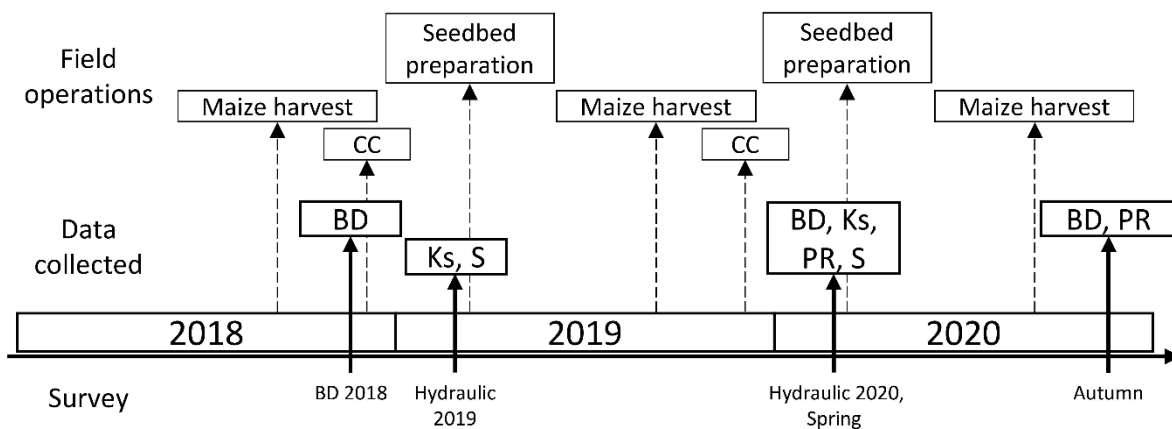 Field
operations
Seedbed
preparation
Seedbed
preparation
Maize harvest
Maize harvest
Maize harvest
CC
CC
Data
collected
BD
Ks, S
BD, Ks,
PR, S
BD, PR
2018
2019
2020
Survey
BD 2018
Hydraulic
2019
Hydraulic 2020,
Spring
Autumn